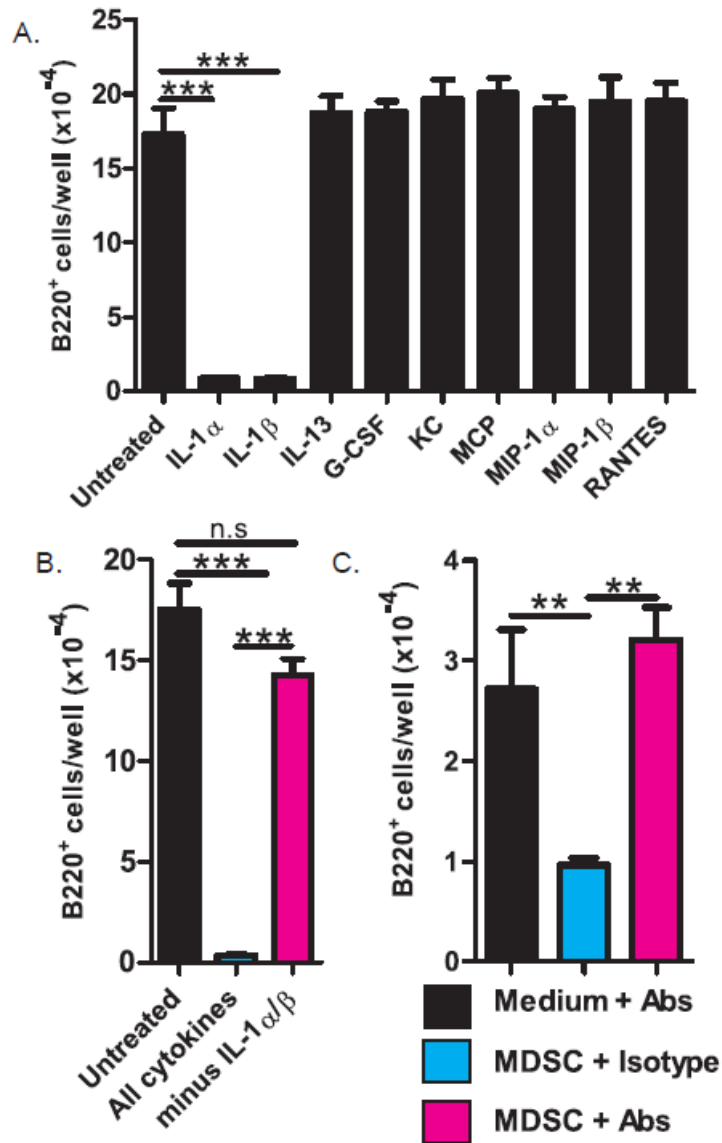 A.
B220+ cells/well (x10-4)
25
20
15
10
5
0
*** 
***
Untreated
IL-1α
IL-1β
IL-13
G-CSF
KC
MCP
MIP-1α
MIP-1β
RANTES
B.
B220+ cells/well (x10-4)
20
15
10
5
0
n.s
***
***
Untreated
All cytokines
minus IL-1α/β
C.
B220+ cells/well (x10-4)
4
3
2
1
0
**
**
Medium + Abs
MDSC + Isotype
MDSC + Abs